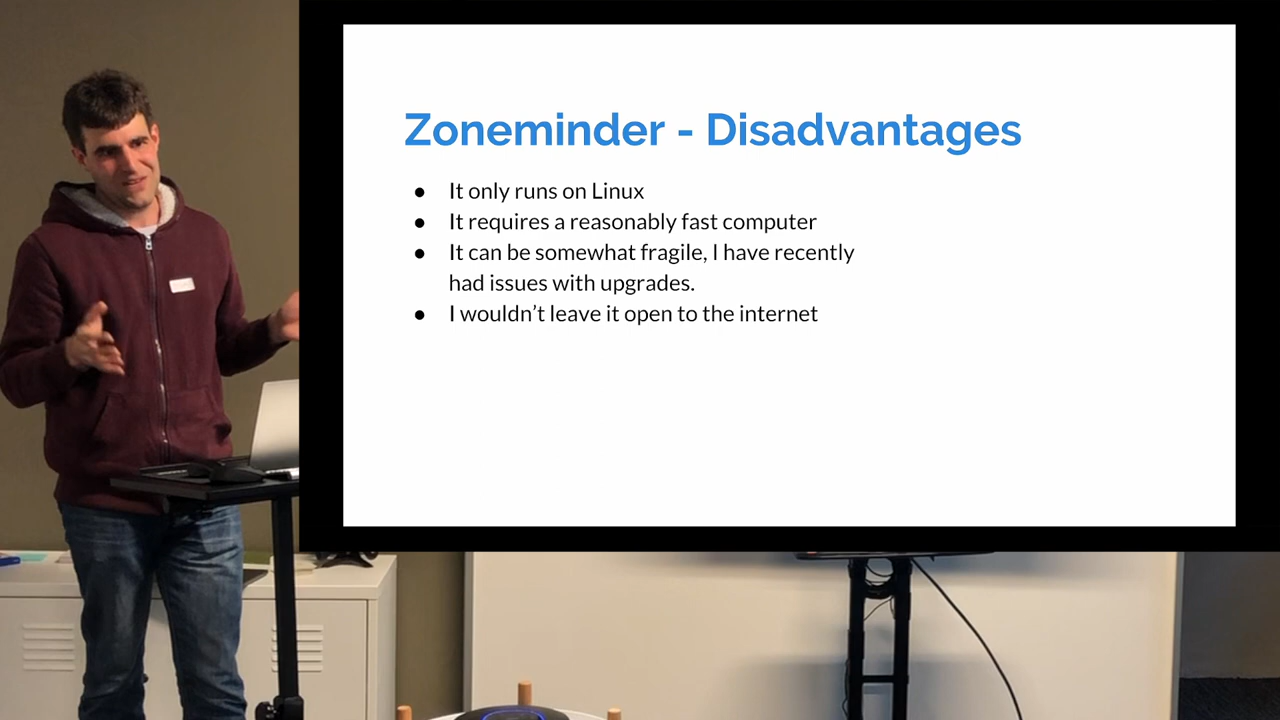 Zoneminder - Disadvantages
● It only runs on Linux
● It requires a reasonably fast computer
● It can be somewhat fragile, I have recently
had issues with upgrades.
● I wouldn’t leave it open to the internet